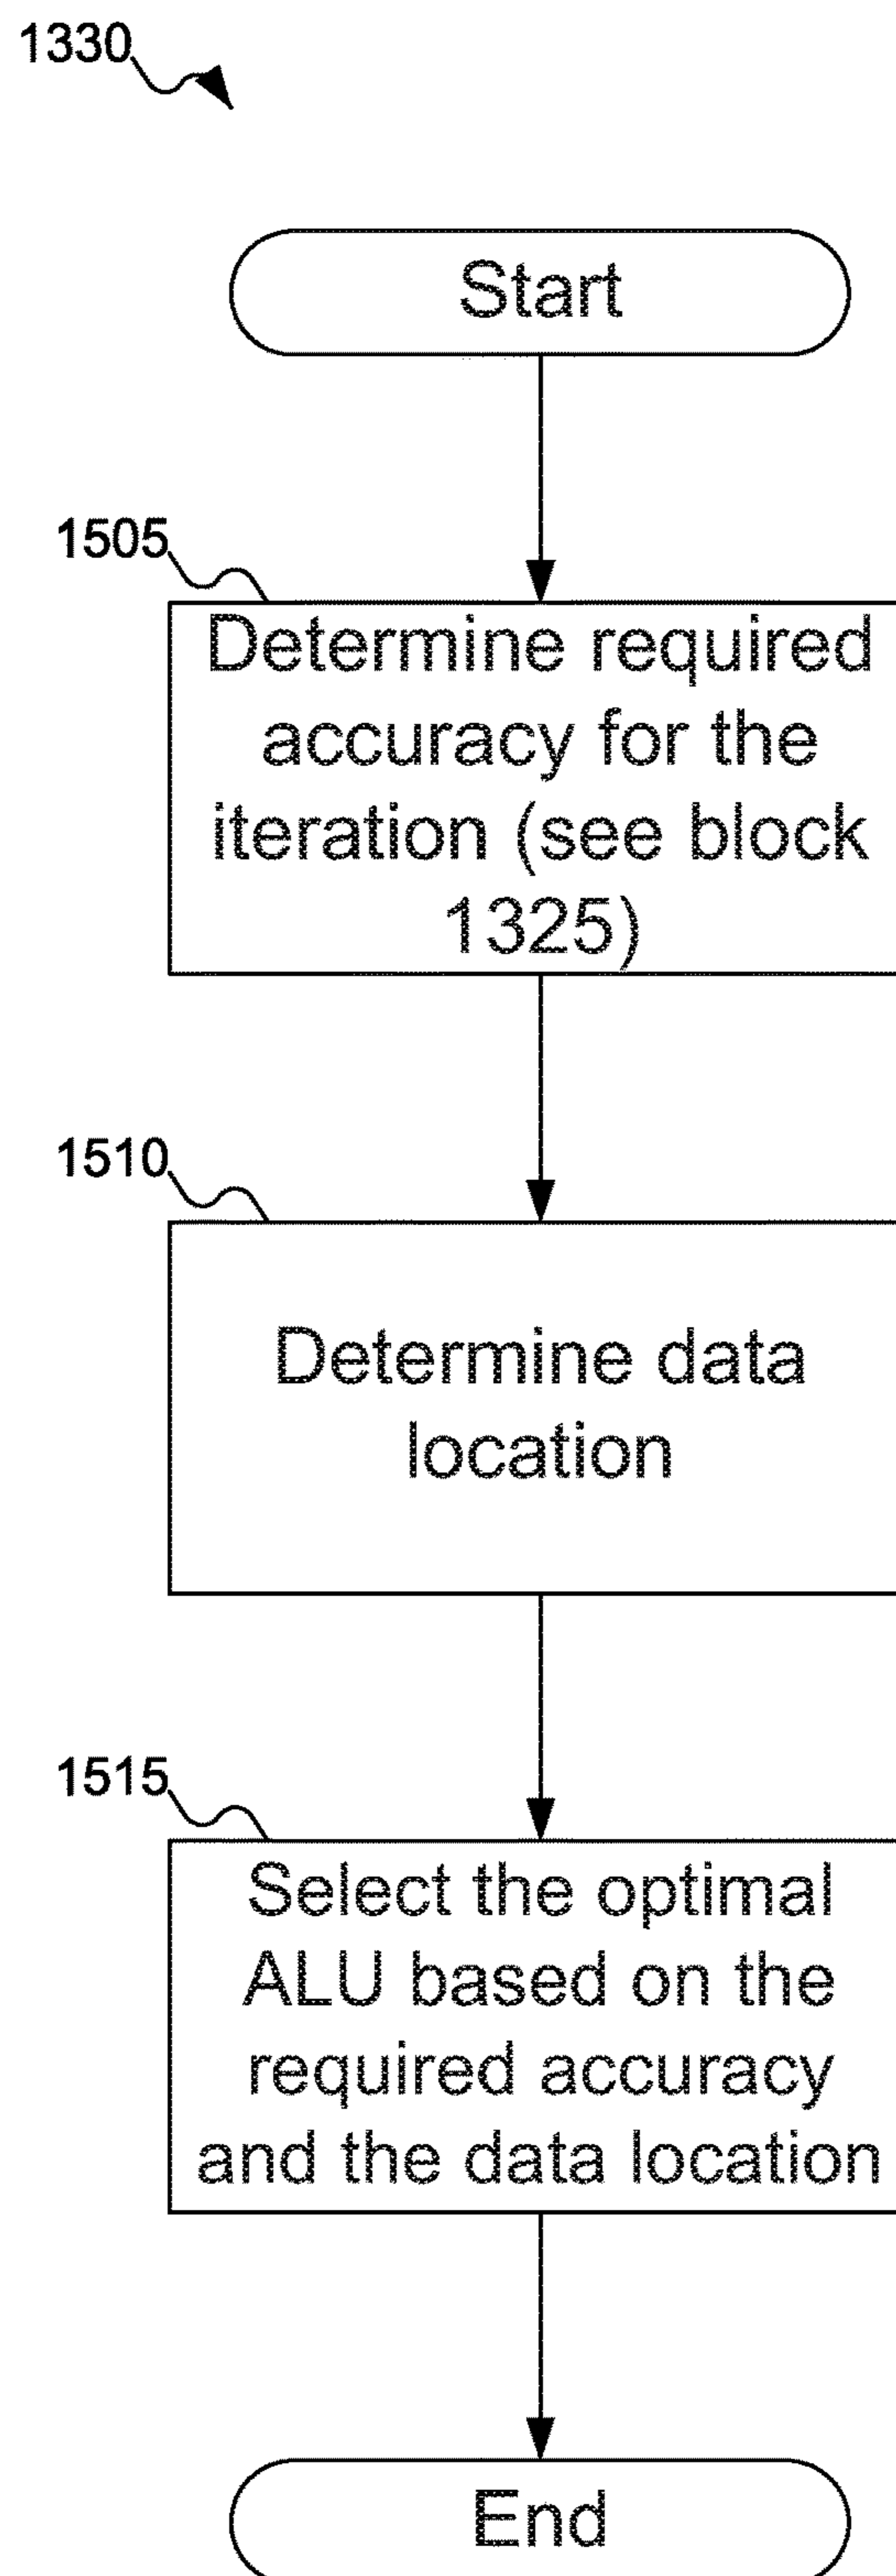 1330
Start
1505
Determine required
accuracy for the
iteration (see block
1325)
1510
Determine data
location
1515
Select the optimal
ALU based on the
required accuracy
and the data location
End